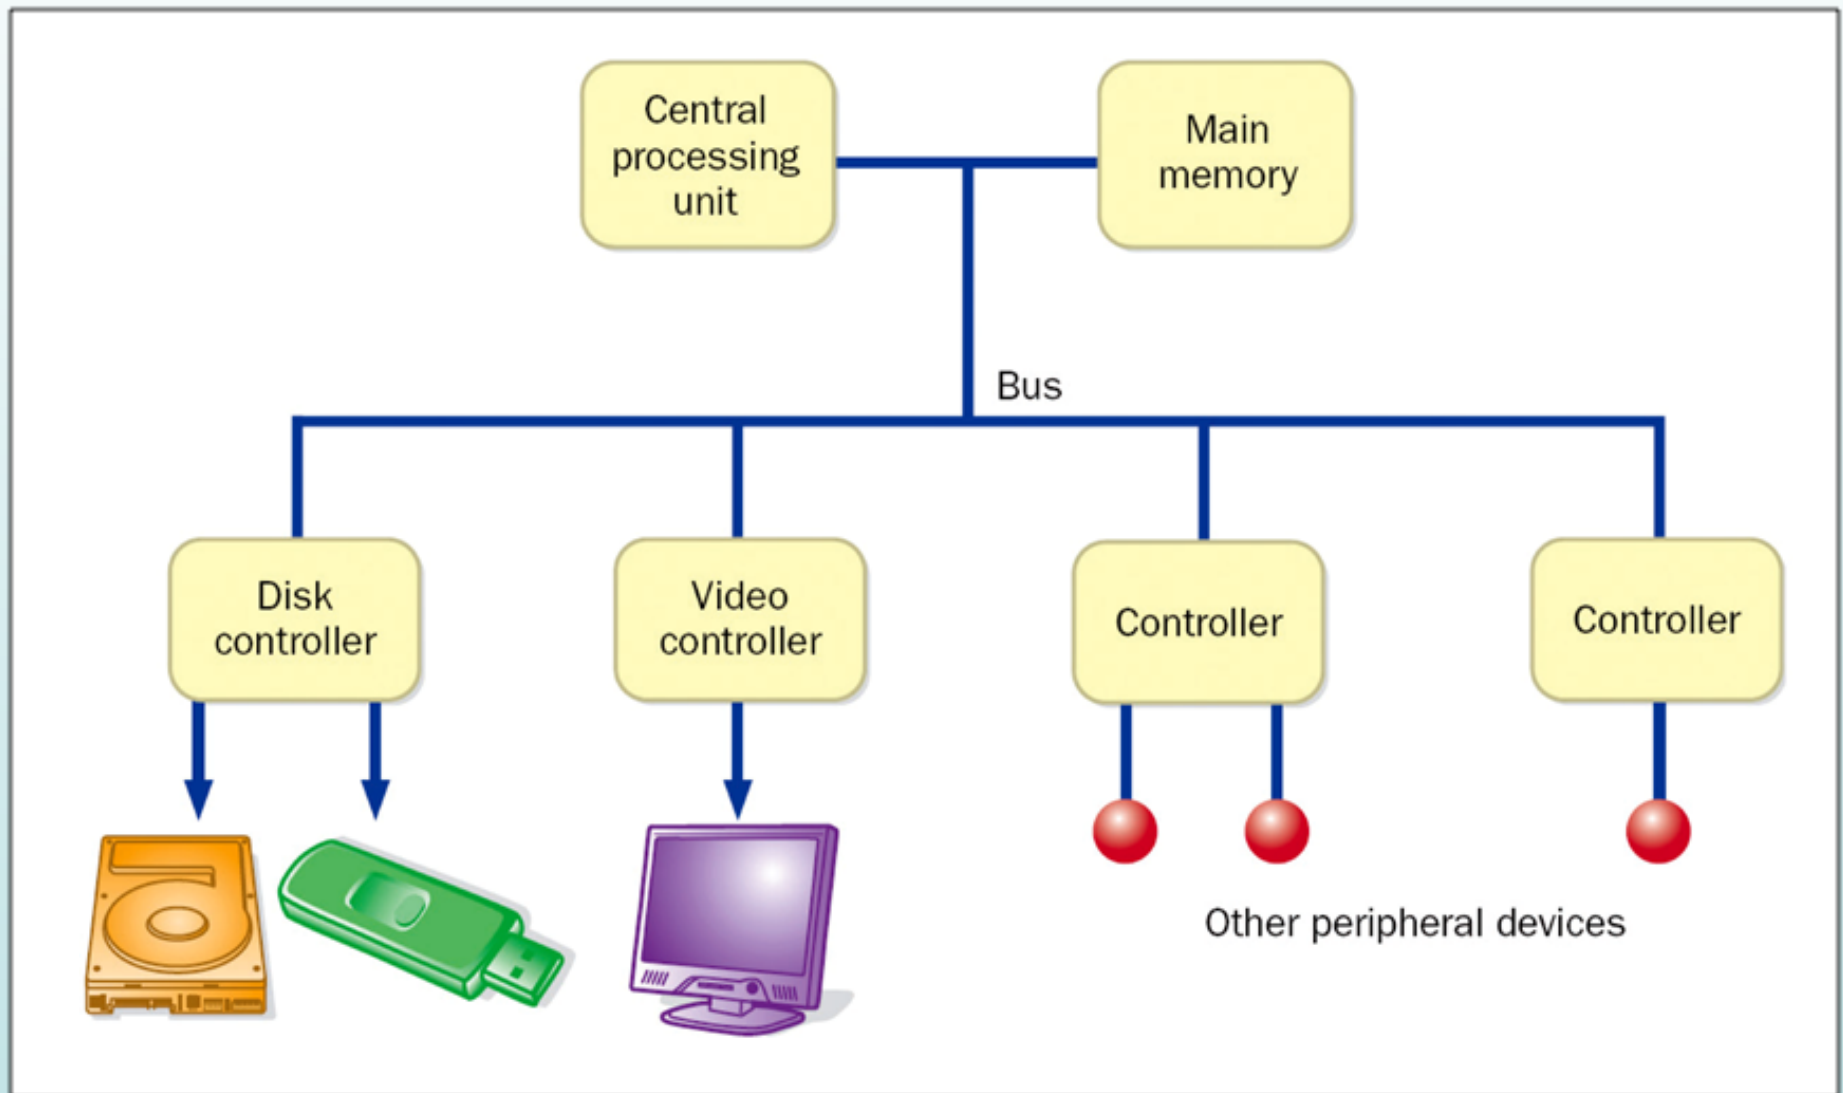 Central
processing
unit
Main
memory
Bus
Disk
controller
Video
controller
Controller
Controller
Other peripheral devices